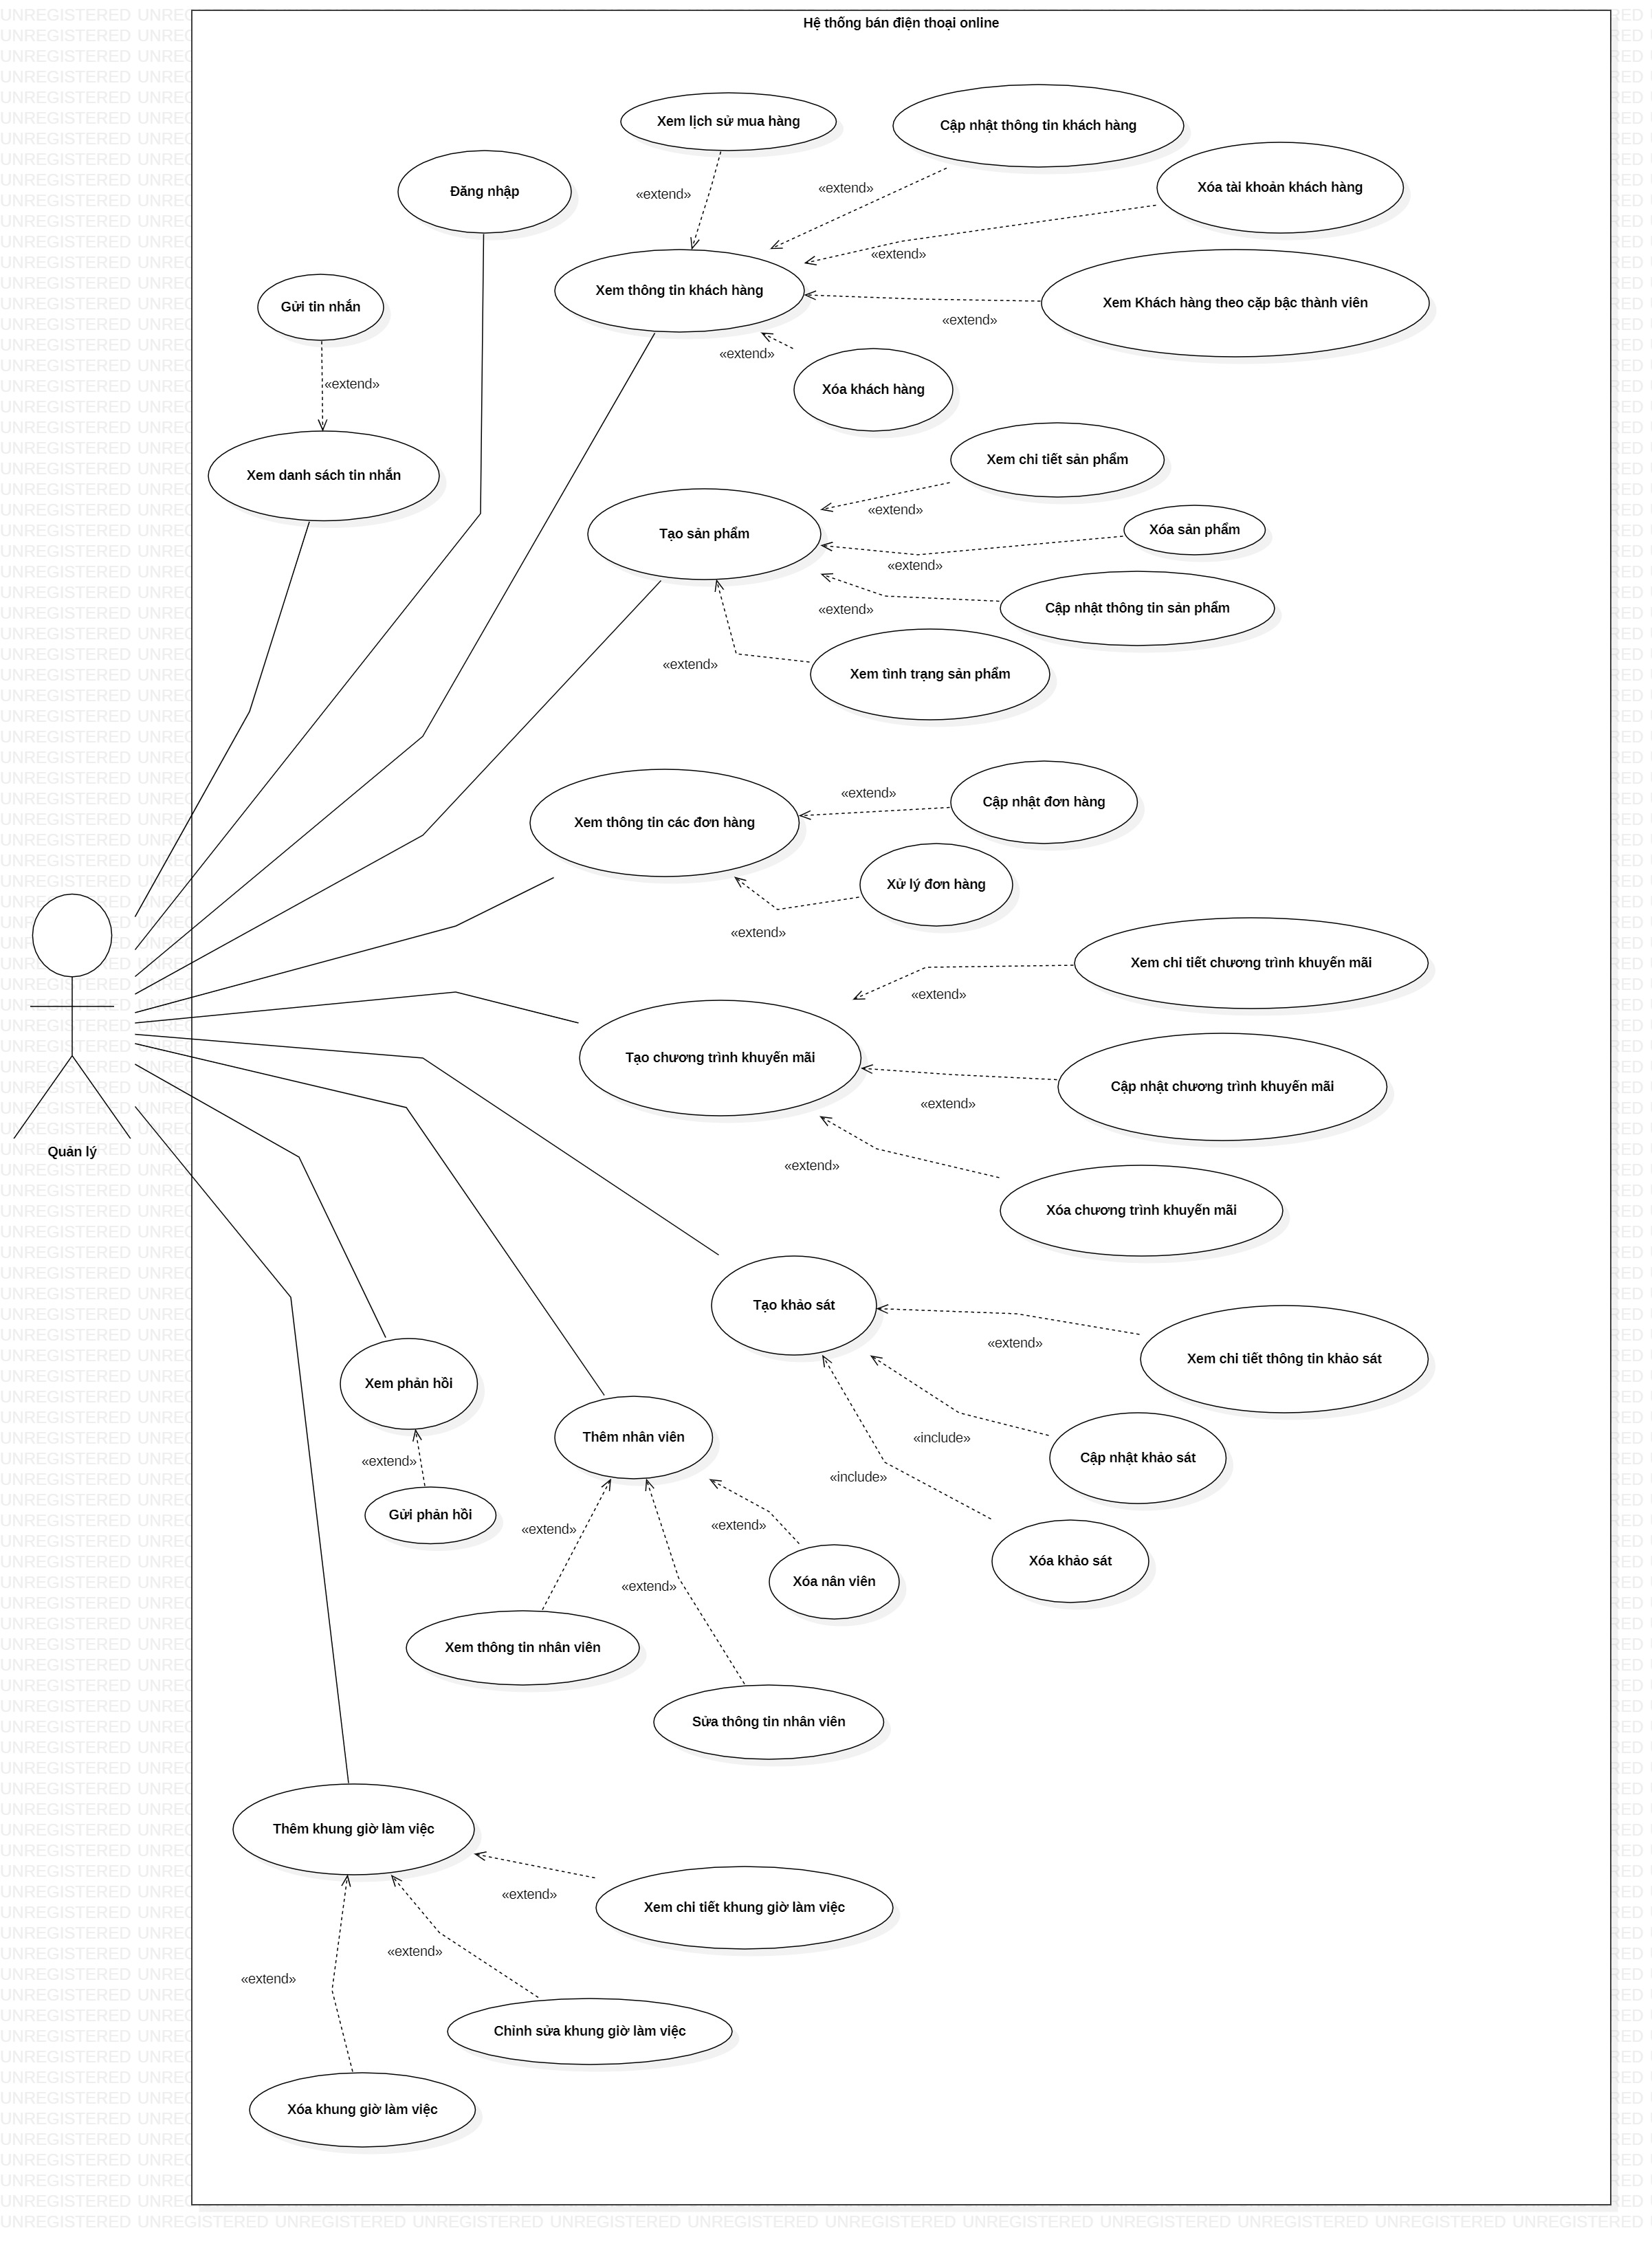 Hệ thống bán điện thoại online
Xem lịch sử mua hàng
Cập nhật thông tin khách hàng
Đăng nhập
Xóa tài khoản khách hàng
«extend»
«extend»
«extend»
Xem thông tin khách hàng
Gửi tin nhắn
Xem Khách hàng theo cặp bậc thành viên
«extend»
«extend»
«extend»
Xóa khách hàng
Xem danh sách tin nhắn
Xem chi tiết sản phẩm
«extend»
Tạo sản phẩm
Xóa sản phẩm
«extend»
Cập nhật thông tin sản phẩm
«extend»
«extend»
Xem tình trạng sản phẩm
«extend»
Cập nhật đơn hàng
Xem thông tin các đơn hàng
Xử lý đơn hàng
«extend»
Xem chi tiết chương trình khuyến mãi
«extend»
Tạo chương trình khuyến mãi
Cập nhật chương trình khuyến mãi
«extend»
Quản lý
«extend»
Xóa chương trình khuyến mãi
Tạo khảo sát
«extend»
Xem chi tiết thông tin khảo sát
Xem phản hồi
Thêm nhân viên
«include»
Cập nhật khảo sát
«extend»
«include»
Gửi phản hồi
«extend»
«extend»
Xóa khảo sát
Xóa nân viên
«extend»
Xem thông tin nhân viên
Sửa thông tin nhân viên
Thêm khung giờ làm việc
«extend»
Xem chi tiết khung giờ làm việc
«extend»
«extend»
Chỉnh sửa khung giờ làm việc
Xóa khung giờ làm việc
UNREGISTERED UNREGISTERED UNREGISTERED UNREGISTERED UNREGISTERED UNREGISTERED UNREGISTERED UNREGISTERED UNREGISTERED UNREGISTERED UNREGISTERED UNREGISTERED